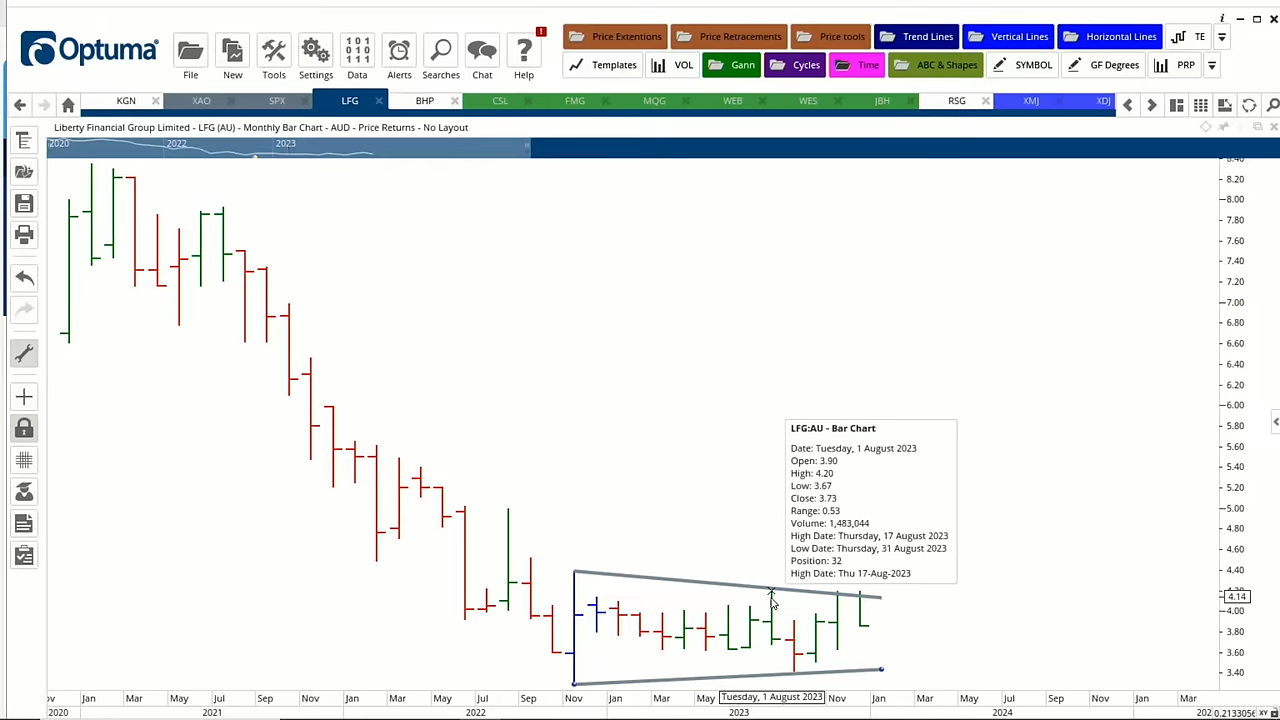 Optuma
File
New
Tools
Settings
101
010
101
Data
Alerts
Searches
Chat
?
!
Help
Price Extentions
Price Retracements
Price tools
Trend Lines
Vertical Lines
Horizontal Lines
TE
Templates
VOL
Gann
Cycles
Time
ABC & Shapes
SYMBOL
GF Degrees
PRP
KGN
XAO
SPX
LFG
BHP
CSL
FMG
MQG
WEB
WES
JBH
RSG
XMJ
XDJ
Liberty Financial Group Limited - LFG (AU) - Monthly Bar Chart - AUD - Price Returns - No Layout
2020
2022
2023
8.40
8.20
8.00
7.80
7.60
7.40
7.20
7.00
6.80
6.60
6.40
6.20
6.00
5.80
5.60
5.40
5.20
5.00
4.80
4.60
4.40
4.14
4.00
3.80
3.60
3.40
LFG:AU - Bar Chart
Date: Tuesday, 1 August 2023
Open: 3.90
High: 4.20
Low: 3.67
Close: 3.73
Range: 0.53
Volume: 1,483,044
High Date: Thursday, 17 August 2023
Low Date: Thursday, 31 August 2023
Position: 32
High Date: Thu 17-Aug-2023
Jan Mar May Jul Sep Nov Jan Mar May Jul Sep Nov Jan Mar May Tuesday, 1 August 2023 Nov Jan Mar May Jul Sep Nov Jan Mar
2020 2021 2022 2023 2024 0.2133056 XY